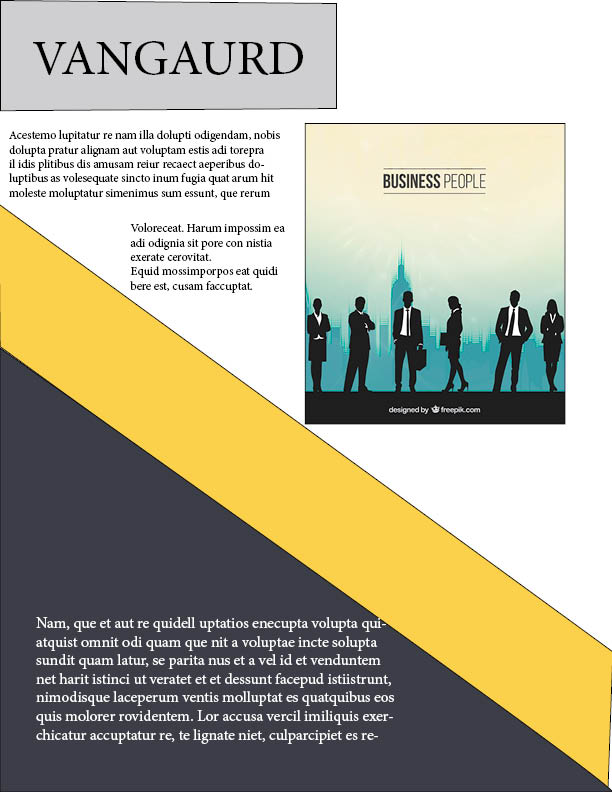 VANGAURD
Acestemo lupitatur re nam illa dolupti odigendam, nobis
dolupta pratur alignam aut voluptam estis adi torepra
il idis plitibus dis amusam reiur recaect aeperibus do-
luptibus as volesequate sincto inum fugia quat arum hit
moleste moluptatur simenimus sum essunt, que rerum
Voloreceat. Harum impossim ea
adi odignia sit pore con nistia
exerate cerovitat.
Equid mossimporpos eat quidi
bere est, cusam faccuptat.
BUSINESS PEOPLE
designed by freepik.com
Nam, que et aut re quidell uptatios enecupta volupta qui-
atquist omnit odi quam que nit a voluptae incte solupta
sundit quam latur, se parita nus et a vel id et venduntem
net harit istinci ut veratet et et dessunt facepud istiistrunt,
nimodisque laceperum ventis molluptat es quatquibus eos
quis molorer rovidentem. Lor accusa vercil imiliquis exer-
chicatur accuptatur re, te lignate niet, culparcipiet es re-